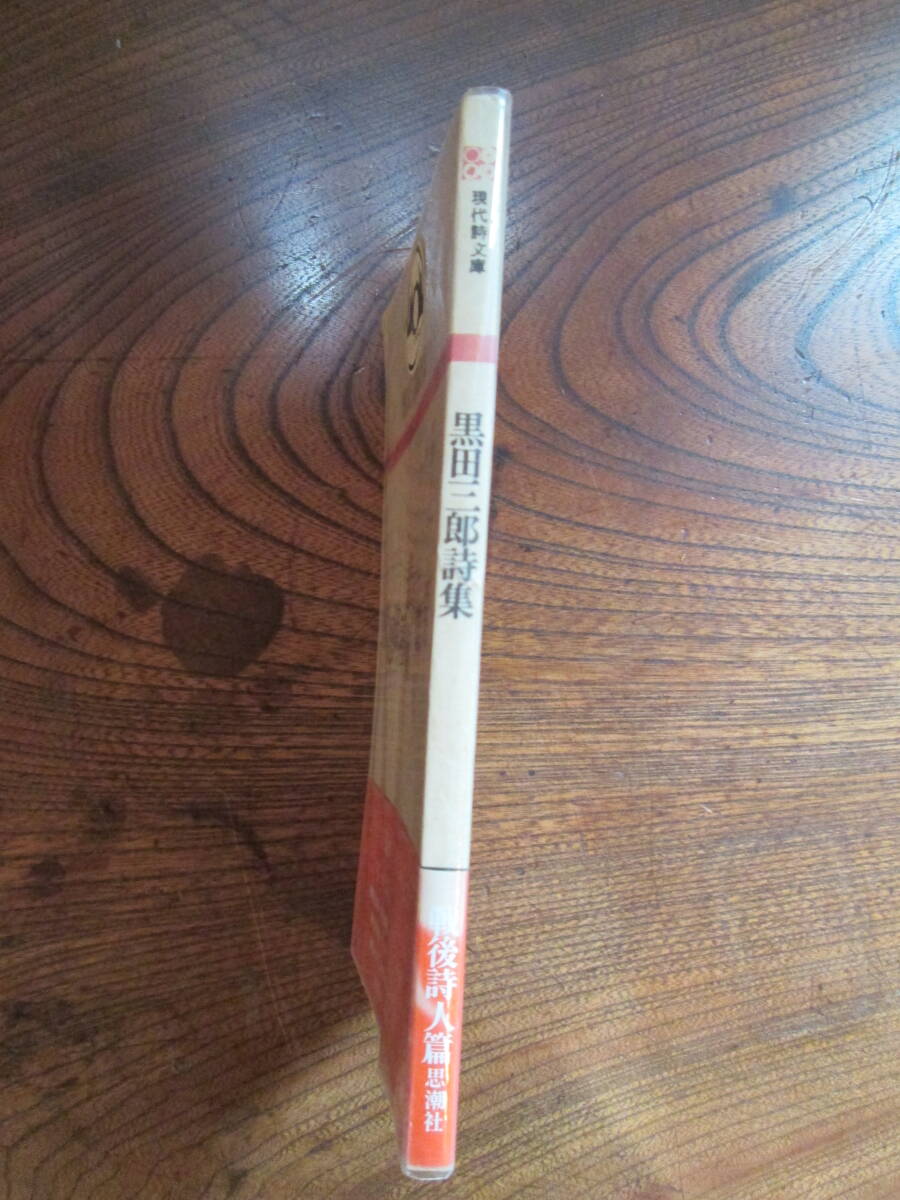 現代詩文庫
黒田三郎詩集
戦後詩人篇
思潮社